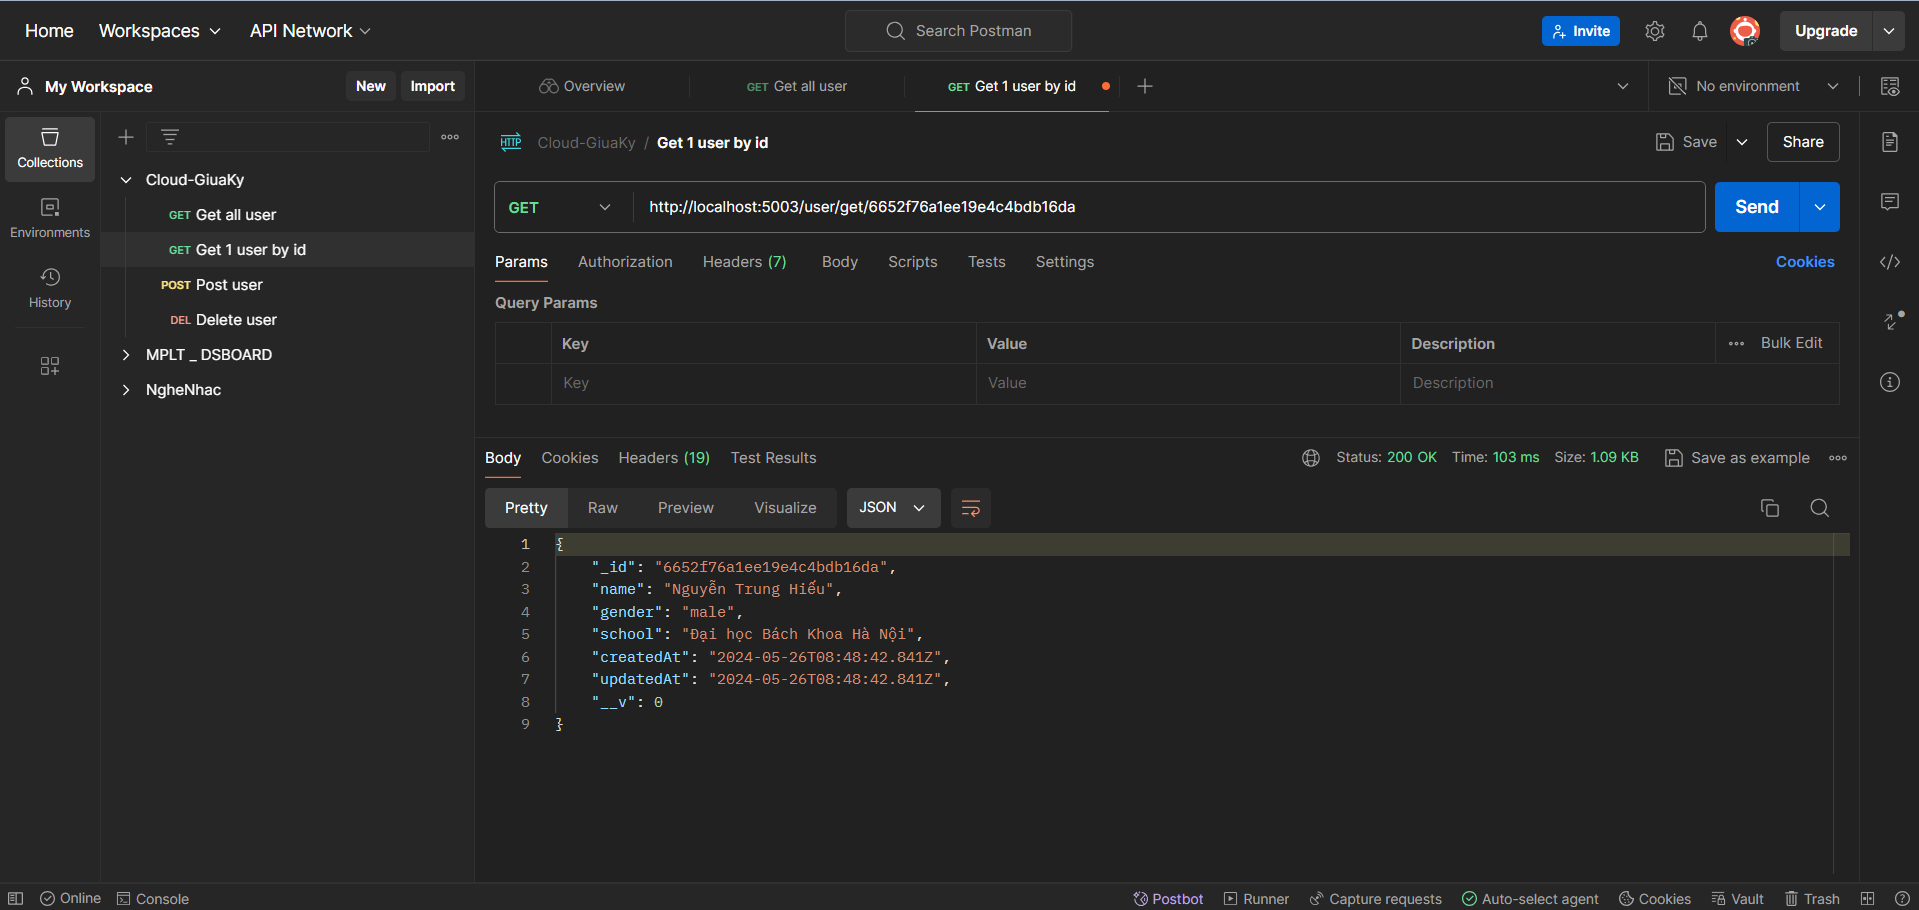 Home Workspaces API Network Search Postman Invite Upgrade
My Workspace New Import Overview GET Get all user GET Get 1 user by id No environment
Collections
Environments
History
Cloud-GiuaKy
GET Get all user
GET Get 1 user by id
POST Post user
DEL Delete user
MPLT _ DSBOARD
NgheNhac
HTTP Cloud-GiuaKy / Get 1 user by id Save Share
GET http://localhost:5003/user/get/6652f76a1ee19e4c4bdb16da Send
Params Authorization Headers (7) Body Scripts Tests Settings Cookies
Query Params
Key Value Description Bulk Edit
Key Value Description
Body Cookies Headers (19) Test Results Status: 200 OK Time: 103 ms Size: 1.09 KB Save as example
Pretty Raw Preview Visualize JSON
1 {
2 "_id": "6652f76a1ee19e4c4bdb16da",
3 "name": "Nguyễn Trung Hiếu",
4 "gender": "male",
5 "school": "Đại học Bách Khoa Hà Nội",
6 "createdAt": "2024-05-26T08:48:42.841Z",
7 "updatedAt": "2024-05-26T08:48:42.841Z",
8 "__v": 0
9 }
Online Console Postbot Runner Capture requests Auto-select agent Cookies Vault Trash